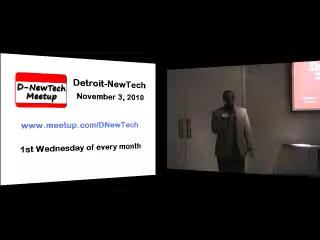 D-NewTech
Meetup
Detroit-NewTech
November 3, 2010
www.meetup.com/DNewTech
1st Wednesday of every month